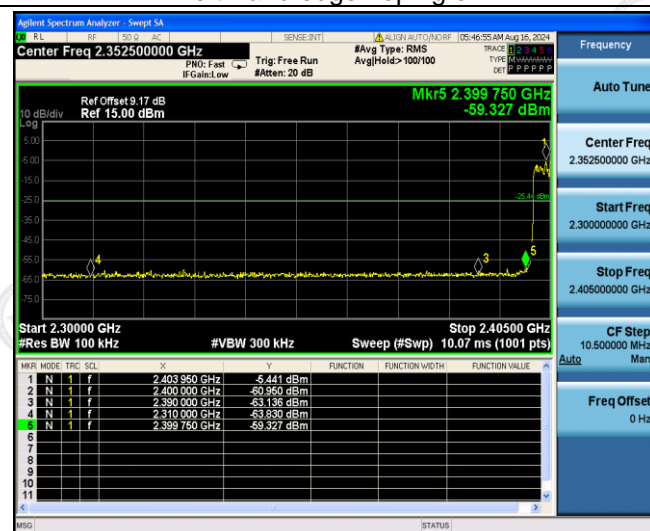 Agilent Spectrum Analyzer - Swept SA
RL RF 50 Ω AC SENSE:INT ALIGN AUTO/NO RF 05:46:55 AM Aug 16, 2024
Center Freq 2.352500000 GHz
PNO: Fast
IFGain:Low
Trig: Free Run
#Atten: 20 dB
#Avg Type: RMS
Avg|Hold:>100/100
TRACE 1 2 3 4 5 6
TYPE M
DET P P P P P P
Mkr5 2.399 750 GHz
-59.327 dBm
Ref Offset 9.17 dB
10 dB/div Ref 15.00 dBm
Log
5.00
-5.00
-15.0
-25.0
-25.44 dBm
-35.0
-45.0
-55.0
-65.0
-75.0
1
4
3
5
Start 2.30000 GHz Stop 2.40500 GHz
#Res BW 100 kHz #VBW 300 kHz Sweep (#Swp) 10.07 ms (1001 pts)
MKR MODE TRC SCL X Y FUNCTION FUNCTION WIDTH FUNCTION VALUE
1 N 1 f 2.403 950 GHz -5.441 dBm
2 N 1 f 2.400 000 GHz -60.950 dBm
3 N 1 f 2.390 000 GHz -63.136 dBm
4 N 1 f 2.310 000 GHz -63.830 dBm
5 N 1 f 2.399 750 GHz -59.327 dBm
6
7
8
9
10
11
MSG STATUS
Frequency
Auto Tune
Center Freq
2.352500000 GHz
Start Freq
2.300000000 GHz
Stop Freq
2.405000000 GHz
CF Step
10.500000 MHz
Auto Man
Freq Offset
0 Hz